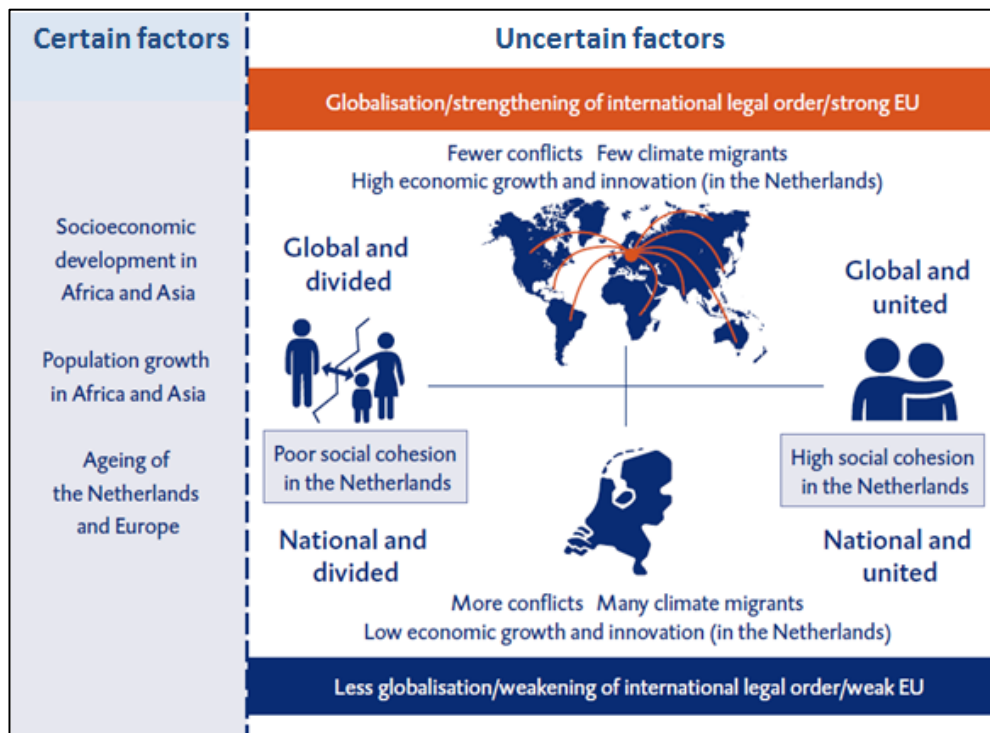 Certain factors
Socioeconomic
development in
Africa and Asia
Population growth
in Africa and Asia
Ageing of
the Netherlands
and Europe
Uncertain factors
Globalisation/strengthening of international legal order/strong EU
Fewer conflicts Few climate migrants
High economic growth and innovation (in the Netherlands)
Global and
divided
Global and
united
Poor social cohesion
in the Netherlands
High social cohesion
in the Netherlands
National and
divided
National and
united
More conflicts Many climate migrants
Low economic growth and innovation (in the Netherlands)
Less globalisation/weakening of international legal order/weak EU